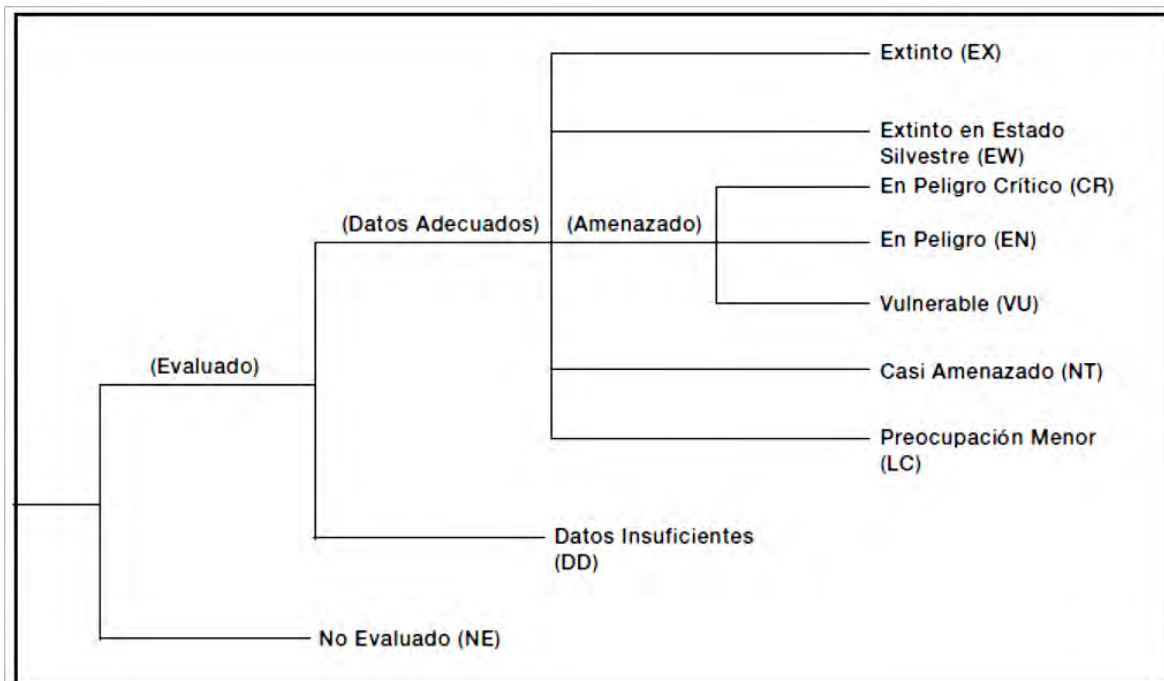 Extinto (EX)
Extinto en Estado
Silvestre (EW)
En Peligro Crítico (CR)
(Datos Adecuados)
(Amenazado)
En Peligro (EN)
Vulnerable (VU)
(Evaluado)
Casi Amenazado (NT)
Preocupación Menor
(LC)
Datos Insuficientes
(DD)
No Evaluado (NE)